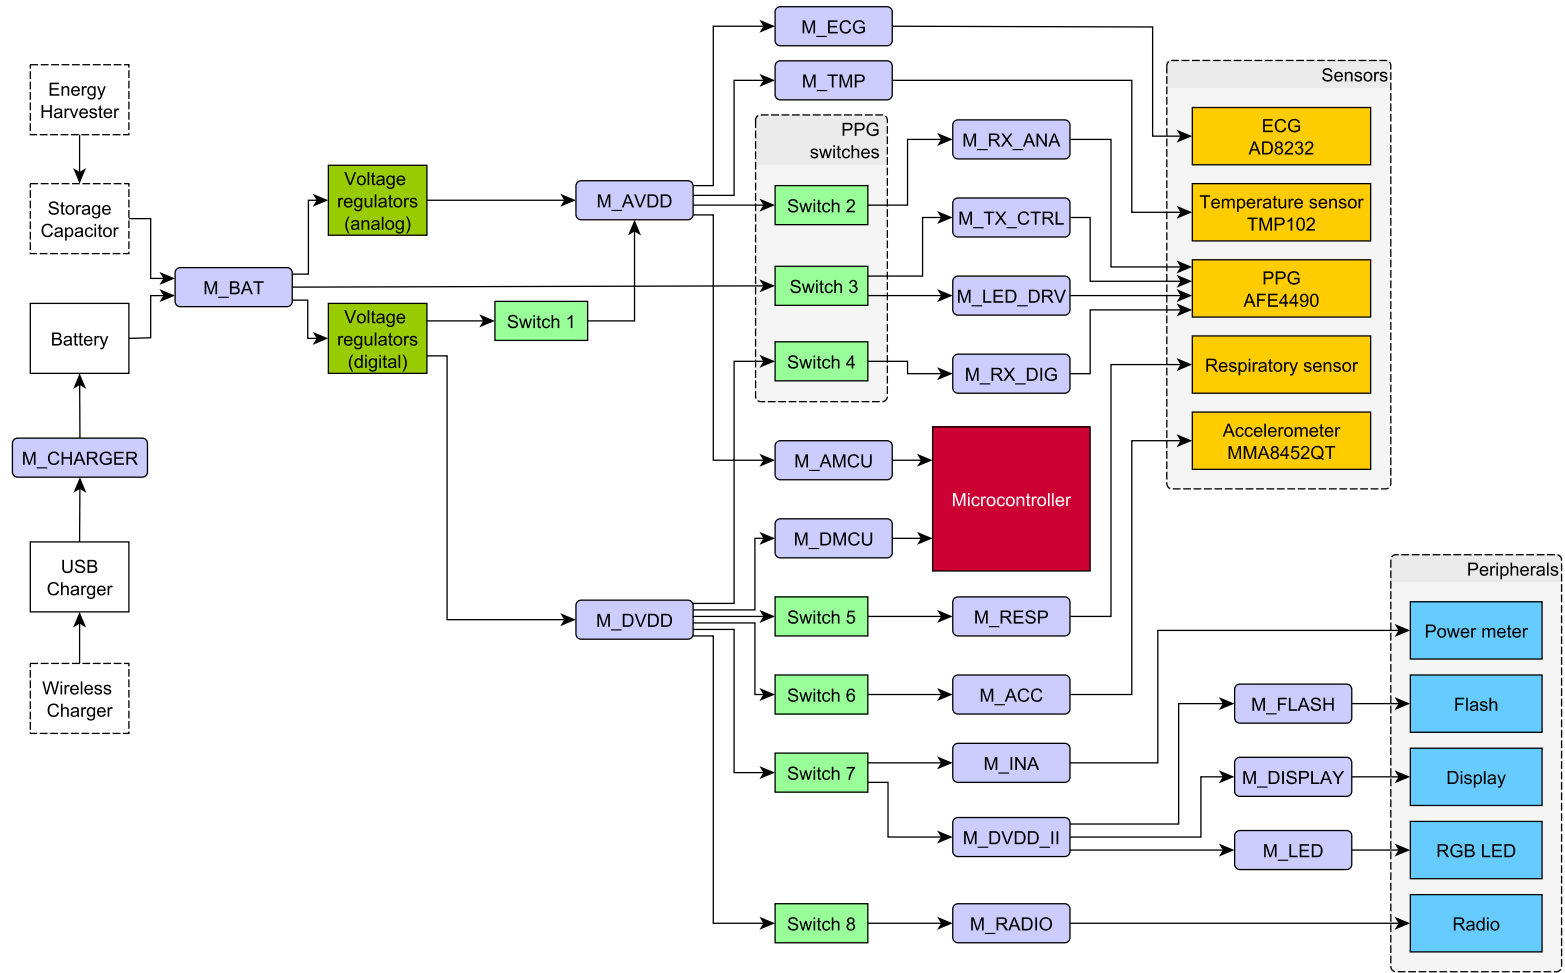 Energy
Harvester
Storage
Capacitor
Battery
M_CHARGER
USB
Charger
Wireless
Charger
M_BAT
Voltage
regulators
(analog)
Voltage
regulators
(digital)
Switch 1
M_AVDD
M_DVDD
M_ECG
M_TMP
PPG
switches
Switch 2
Switch 3
Switch 4
M_RX_ANA
M_TX_CTRL
M_LED_DRV
M_RX_DIG
M_AMCU
M_DMCU
Microcontroller
Switch 5
M_RESP
Switch 6
M_ACC
Switch 7
M_INA
M_DVDD_II
Switch 8
M_RADIO
M_FLASH
M_DISPLAY
M_LED
Sensors
ECG
AD8232
Temperature sensor
TMP102
PPG
AFE4490
Respiratory sensor
Accelerometer
MMA8452QT
Peripherals
Power meter
Flash
Display
RGB LED
Radio